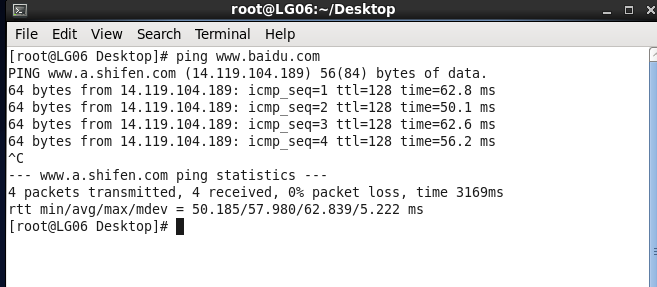 root@LG06:~/Desktop
File Edit View Search Terminal Help
[root@LG06 Desktop]# ping www.baidu.com
PING www.a.shifen.com (14.119.104.189) 56(84) bytes of data.
64 bytes from 14.119.104.189: icmp_seq=1 ttl=128 time=62.8 ms
64 bytes from 14.119.104.189: icmp_seq=2 ttl=128 time=50.1 ms
64 bytes from 14.119.104.189: icmp_seq=3 ttl=128 time=62.6 ms
64 bytes from 14.119.104.189: icmp_seq=4 ttl=128 time=56.2 ms
^C
--- www.a.shifen.com ping statistics ---
4 packets transmitted, 4 received, 0% packet loss, time 3169ms
rtt min/avg/max/mdev = 50.185/57.980/62.839/5.222 ms
[root@LG06 Desktop]#